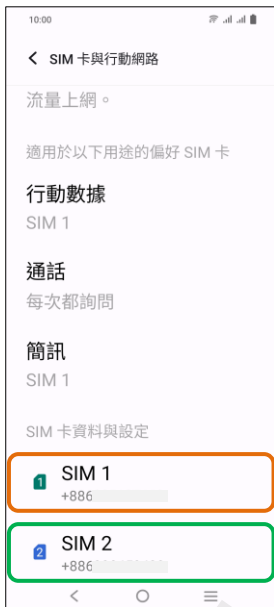 10:00
SIM 卡與行動網路
流量上網。
適用於以下用途的偏好 SIM 卡
行動數據
SIM 1
通話
每次都詢問
簡訊
SIM 1
SIM 卡資料與設定
1 SIM 1
+886
2 SIM 2
+886